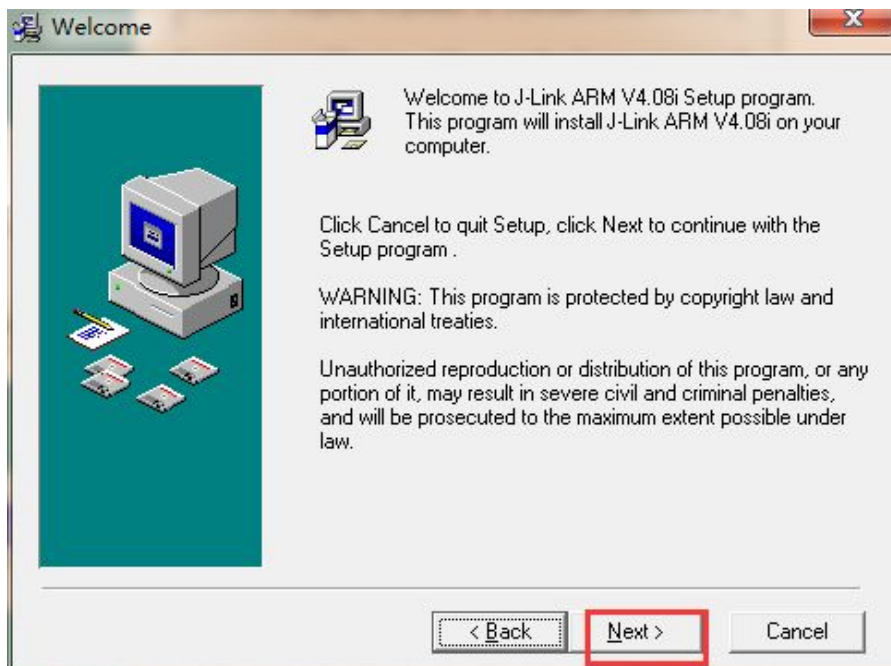 Welcome
Welcome to J-Link ARM V4.08i Setup program.
This program will install J-Link ARM V4.08i on your
computer.
Click Cancel to quit Setup, click Next to continue with the
Setup program .
WARNING: This program is protected by copyright law and
international treaties.
Unauthorized reproduction or distribution of this program, or any
portion of it, may result in severe civil and criminal penalties,
and will be prosecuted to the maximum extent possible under
law.
< Back Next > Cancel